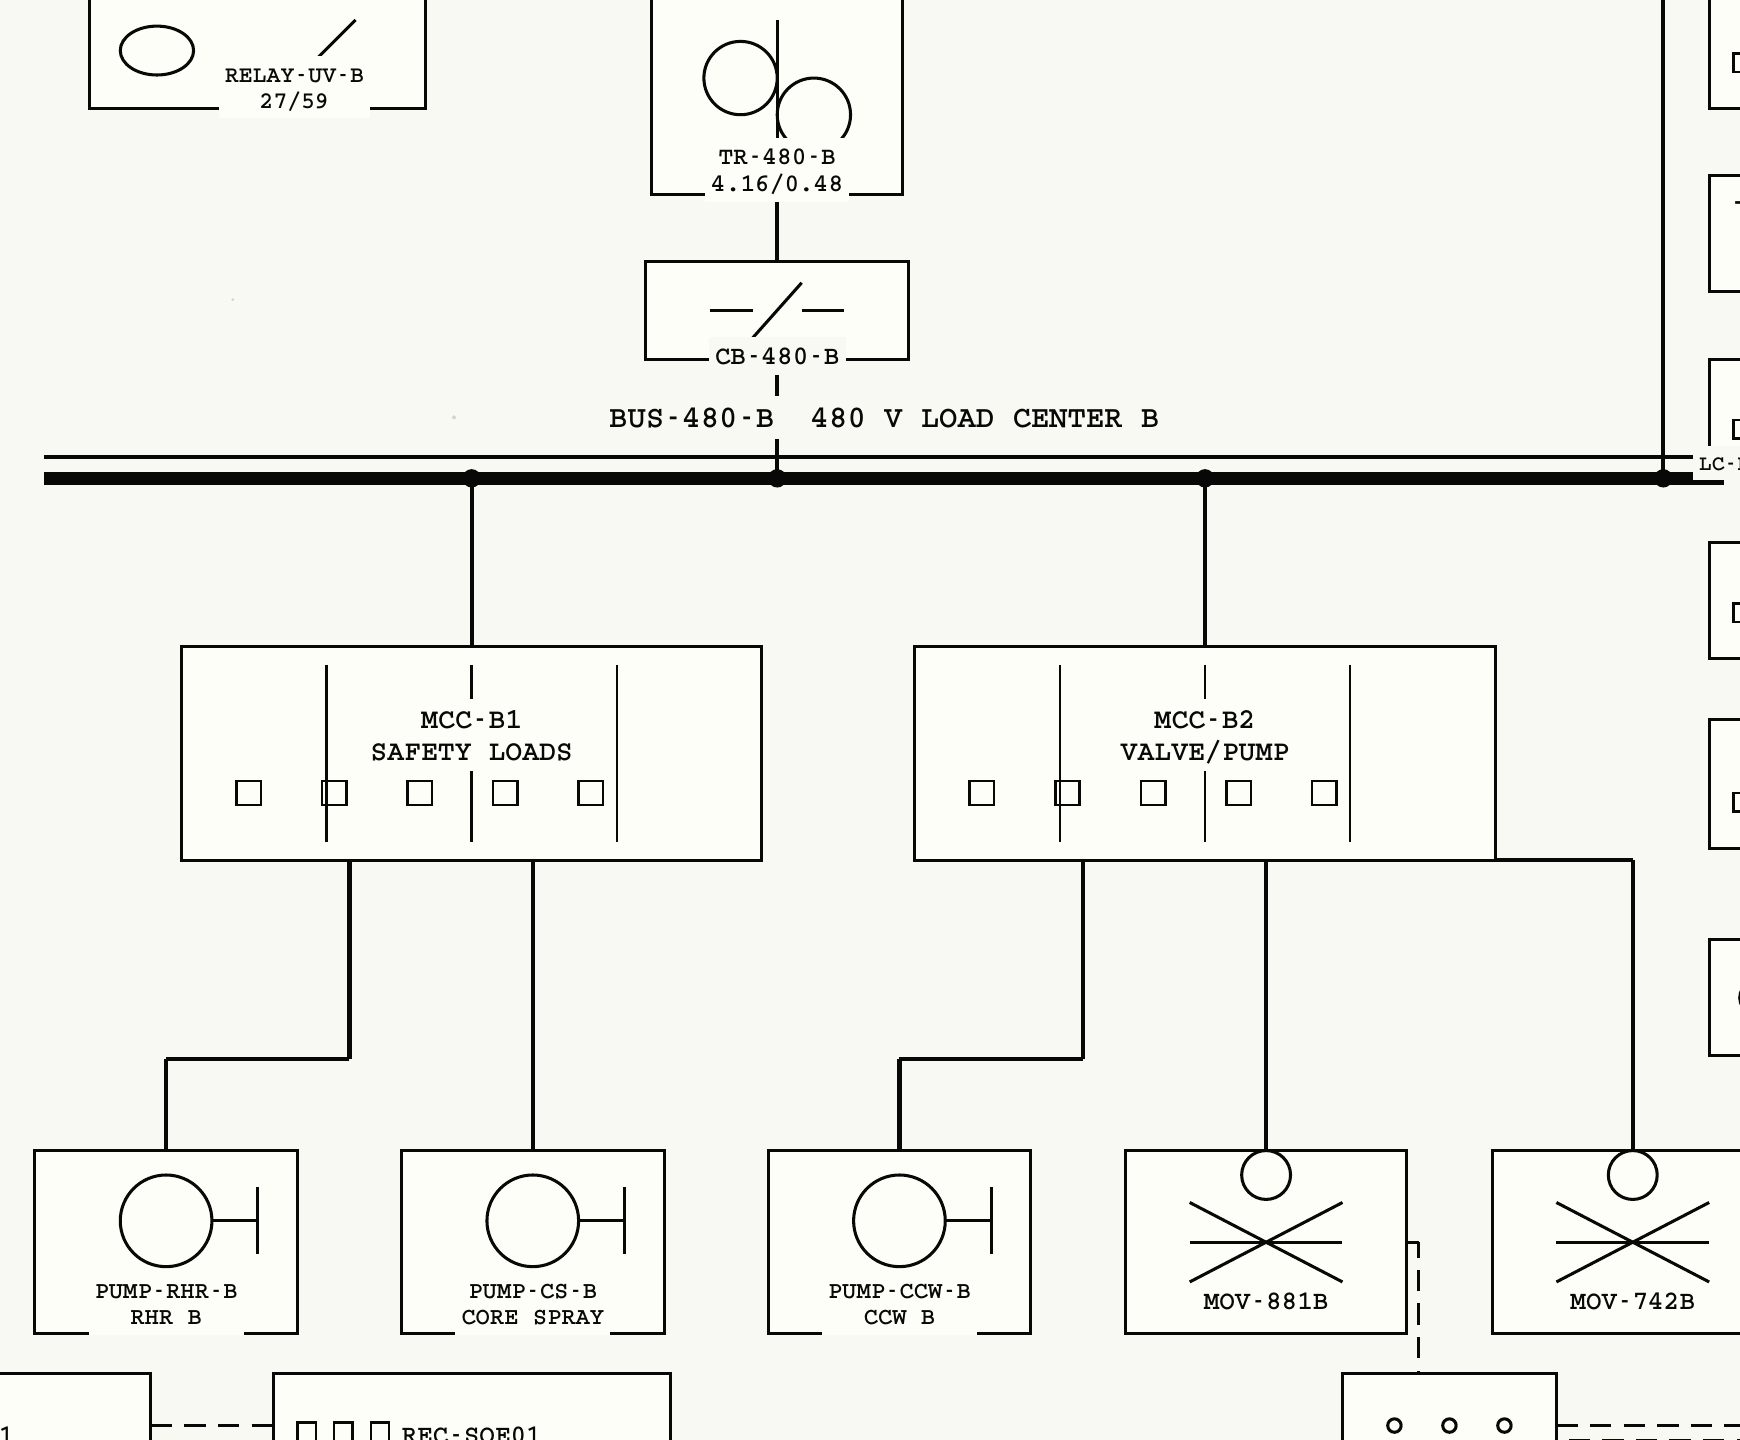 RELAY-UV-B
27/59
TR-480-B
4.16/0.48
CB-480-B
BUS-480-B 480 V LOAD CENTER B
MCC-B1
SAFETY LOADS
MCC-B2
VALVE/PUMP
PUMP-RHR-B
RHR B
PUMP-CS-B
CORE SPRAY
PUMP-CCW-B
CCW B
MOV-881B
MOV-742B
REC-SOE01